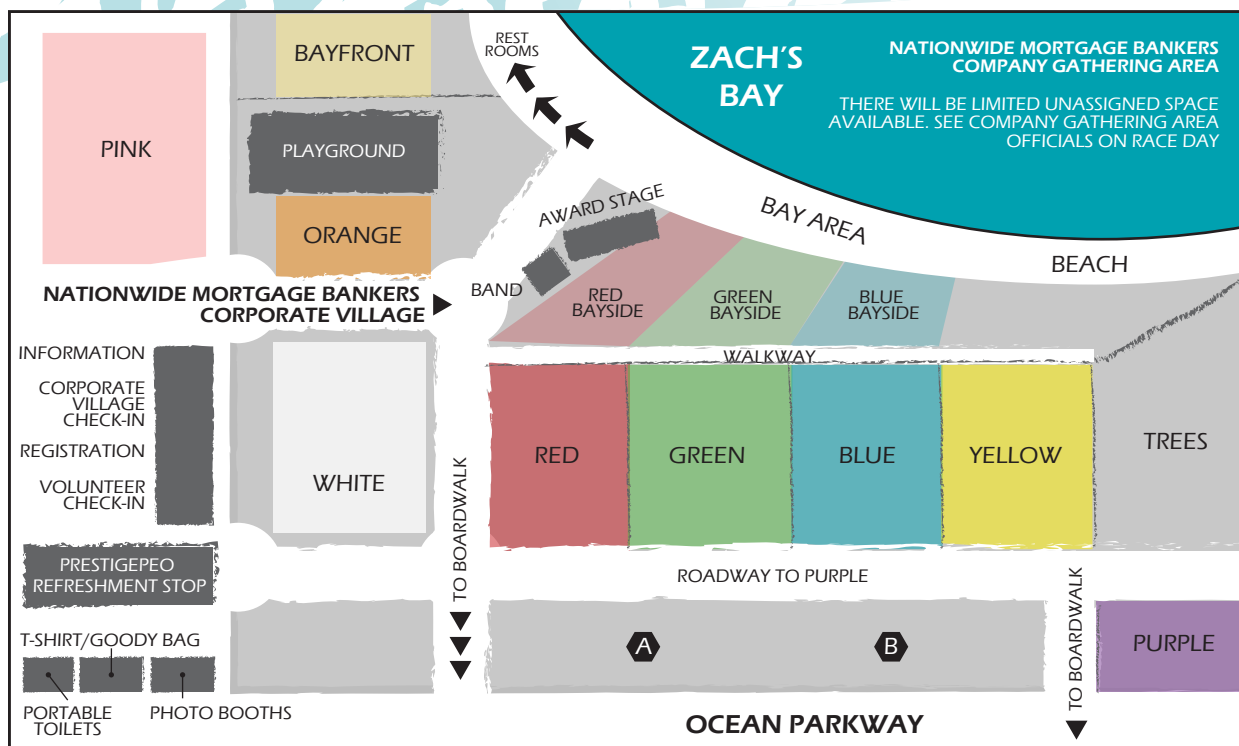 BAYFRONT
REST
ROOMS
ZACH'S
BAY
NATIONWIDE MORTGAGE BANKERS
COMPANY GATHERING AREA
THERE WILL BE LIMITED UNASSIGNED SPACE
AVAILABLE. SEE COMPANY GATHERING AREA
OFFICIALS ON RACE DAY
PINK
PLAYGROUND
ORANGE
AWARD STAGE
BAND
BAY AREA
BEACH
NATIONWIDE MORTGAGE BANKERS
CORPORATE VILLAGE
RED
BAYSIDE
GREEN
BAYSIDE
BLUE
BAYSIDE
WALKWAY
INFORMATION
CORPORATE
VILLAGE
CHECK-IN
REGISTRATION
VOLUNTEER
CHECK-IN
WHITE
TO BOARDWALK
RED
GREEN
BLUE
YELLOW
TREES
PRESTIGEPEO
REFRESHMENT STOP
ROADWAY TO PURPLE
T-SHIRT/GOODY BAG
PORTABLE
TOILETS
PHOTO BOOTHS
A
B
TO BOARDWALK
PURPLE
OCEAN PARKWAY